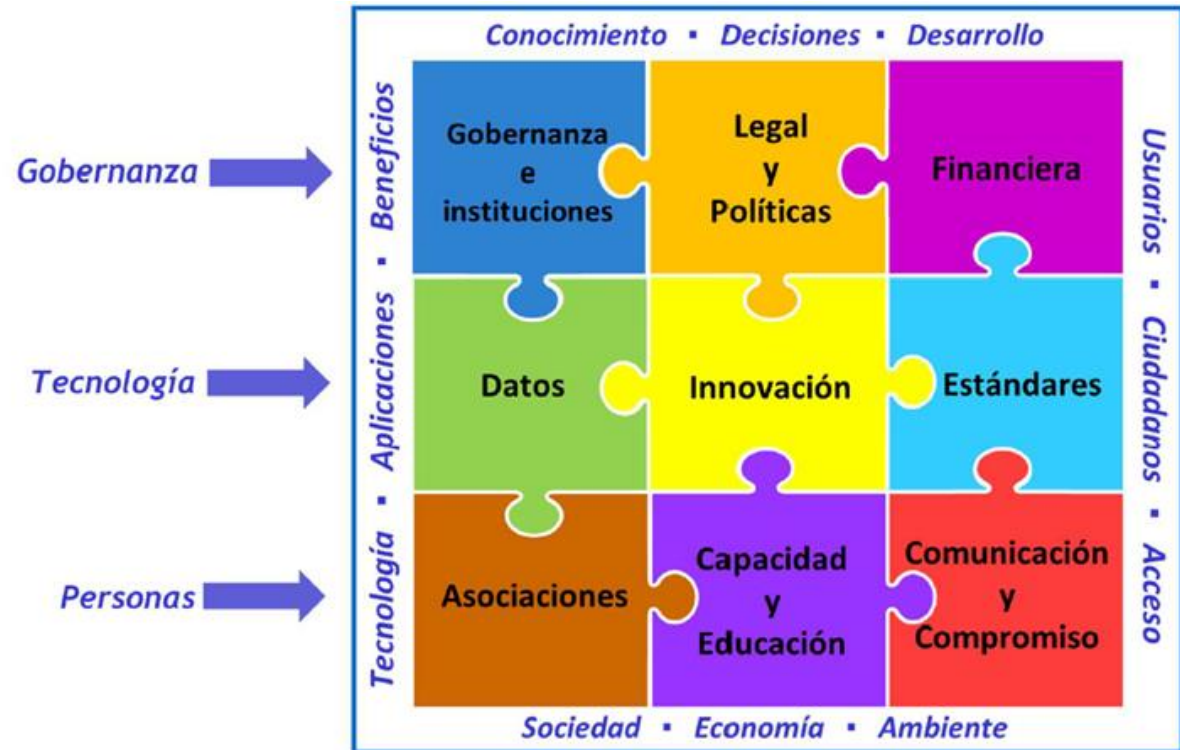 Conocimiento ▪ Decisiones ▪ Desarrollo
Gobernanza
Tecnología
Personas
Tecnología ▪ Aplicaciones ▪ Beneficios
Gobernanza
e
instituciones
Legal
y
Políticas
Financiera
Datos
Innovación
Estándares
Asociaciones
Capacidad
y
Educación
Comunicación
y
Compromiso
Usuarios ▪ Ciudadanos ▪ Acceso
Sociedad ▪ Economía ▪ Ambiente